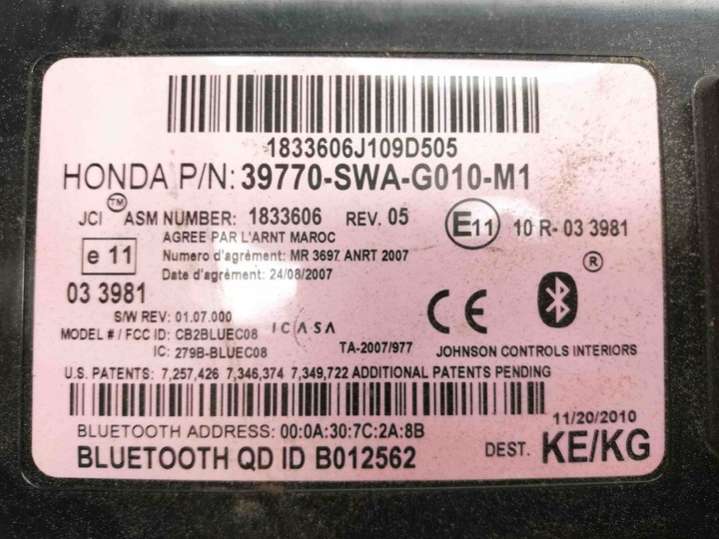 1833606J109D505
HONDA P/N: 39770-SWA-G010-M1
JCI ™ ASM NUMBER: 1833606 REV. 05
E11 10 R- 03 3981
AGREE PAR L'ARNT MAROC
e 11
Numero d'agrément: MR 3697 ANRT 2007
Date d'agrément: 24/08/2007
®
03 3981
S/W REV: 01.07.000
ICASA
CE
MODEL # / FCC ID: CB2BLUEC08
IC: 279B-BLUEC08
TA-2007/977
JOHNSON CONTROLS INTERIORS
U.S. PATENTS: 7,257,426 7,346,374 7,349,722 ADDITIONAL PATENTS PENDING
11/20/2010
BLUETOOTH ADDRESS: 00:0A:30:7C:2A:8B
DEST. KE/KG
BLUETOOTH QD ID B012562